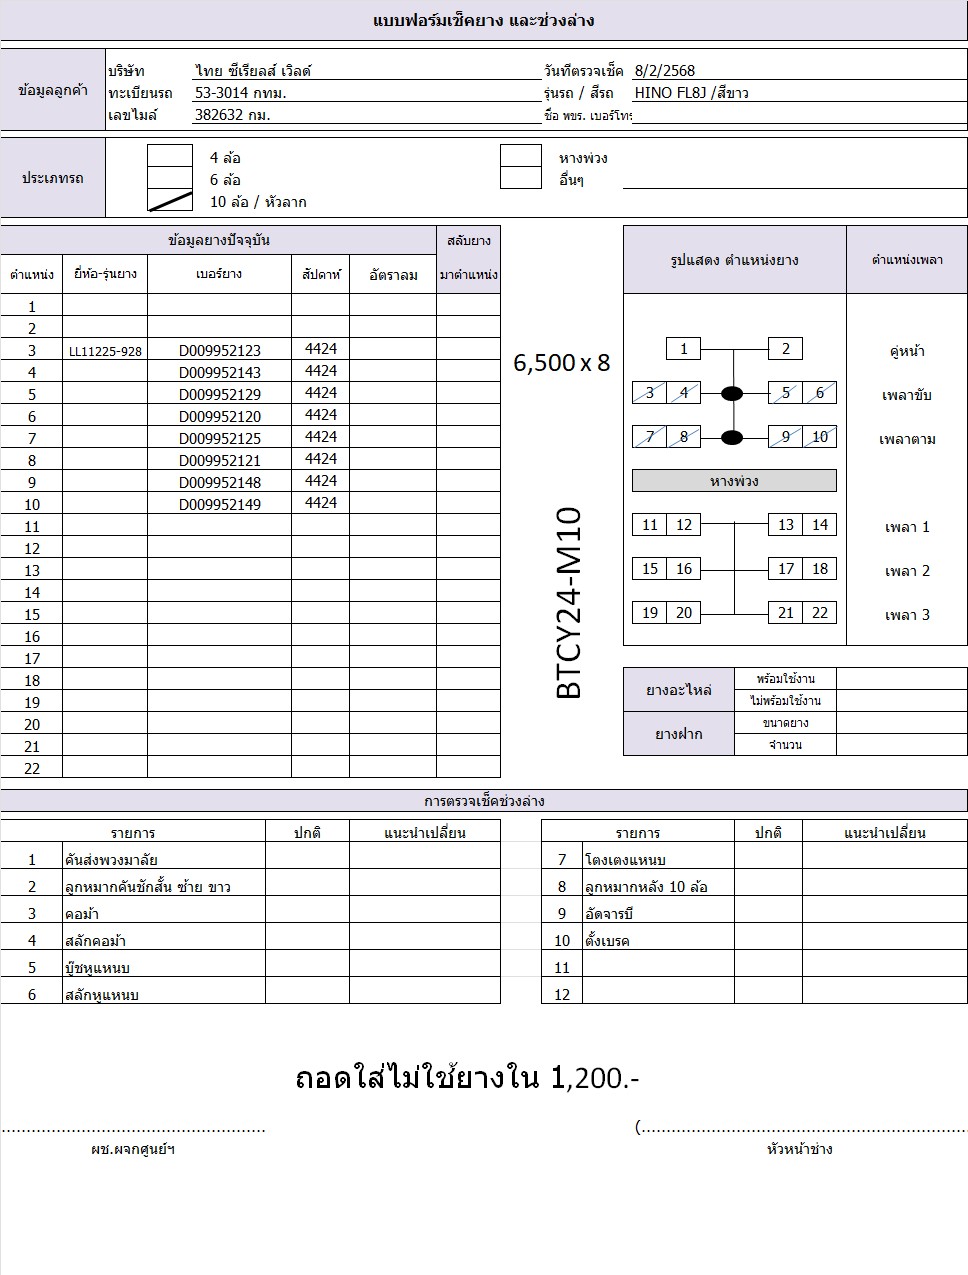 แบบฟอร์มเช็คยาง และช่วงล่าง
ข้อมูลลูกค้า
บริษัท ไทย ซีเรียลส์ เวิลด์ วันที่ตรวจเช็ค 8/2/2568
ทะเบียนรถ 53-3014 กทม. รุ่นรถ / สีรถ HINO FL8J /สีขาว
เลขไมล์ 382632 กม. ชื่อ พขร. เบอร์โทร
ประเภทรถ
4 ล้อ หางพ่วง
6 ล้อ อื่นๆ
10 ล้อ / หัวลาก
ข้อมูลยางปัจจุบัน สลับยาง
ตำแหน่ง ยี่ห้อ-รุ่นยาง เบอร์ยาง สัปดาห์ อัตราลม มาตำแหน่ง
1
2
3 LL11225-928 D009952123 4424
4 D009952143 4424
5 D009952129 4424
6 D009952120 4424
7 D009952125 4424
8 D009952121 4424
9 D009952148 4424
10 D009952149 4424
11
12
13
14
15
16
17
18
19
20
21
22
6,500 x 8
BTCY24-M10
รูปแสดง ตำแหน่งยาง ตำแหน่งเพลา
1 2 คู่หน้า
3 4 5 6 เพลาขับ
7 8 9 10 เพลาตาม
หางพ่วง
11 12 13 14 เพลา 1
15 16 17 18 เพลา 2
19 20 21 22 เพลา 3
ยางอะไหล่ พร้อมใช้งาน
ไม่พร้อมใช้งาน
ยางฝาก ขนาดยาง
จำนวน
การตรวจเช็คช่วงล่าง
รายการ ปกติ แนะนำเปลี่ยน รายการ ปกติ แนะนำเปลี่ยน
1 คันส่งพวงมาลัย 7 โตงเตงแหนบ
2 ลูกหมากคันชักสั้น ซ้าย ขาว 8 ลูกหมากหลัง 10 ล้อ
3 คอม้า 9 อัดจารบี
4 สลักคอม้า 10 ตั้งเบรค
5 บู๊ชหูแหนบ 11
6 สลักหูแหนบ 12
ถอดใส่ไม่ใช้ยางใน 1,200.-
..................................................... (.................................................................
ผช.ผจกศูนย์ฯ หัวหน้าช่าง